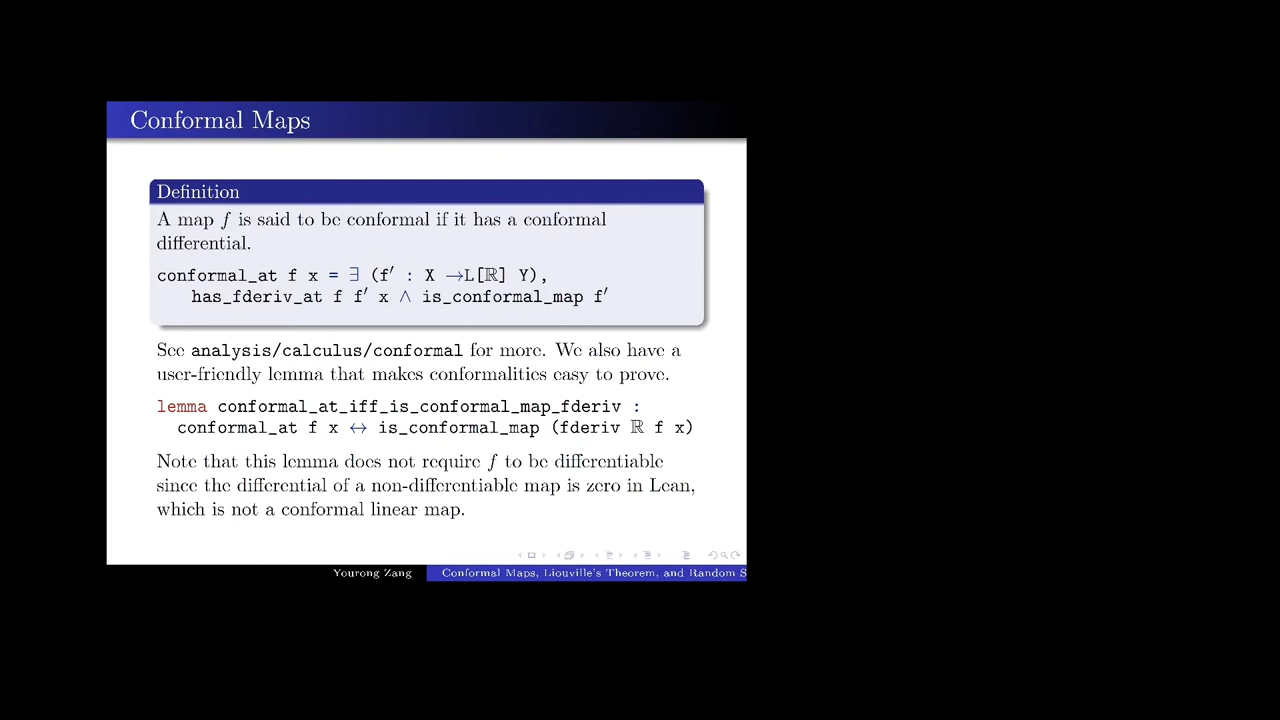 Conformal Maps
Definition
A map f is said to be conformal if it has a conformal
differential.
conformal_at f x = ∃ (f′ : X →L[ℝ] Y),
has_fderiv_at f f′ x ∧ is_conformal_map f′
See analysis/calculus/conformal for more. We also have a
user-friendly lemma that makes conformalities easy to prove.
lemma conformal_at_iff_is_conformal_map_fderiv :
conformal_at f x ↔ is_conformal_map (fderiv ℝ f x)
Note that this lemma does not require f to be differentiable
since the differential of a non-differentiable map is zero in Lean,
which is not a conformal linear map.
Yourong Zang
Conformal Maps, Liouville's Theorem, and Random S